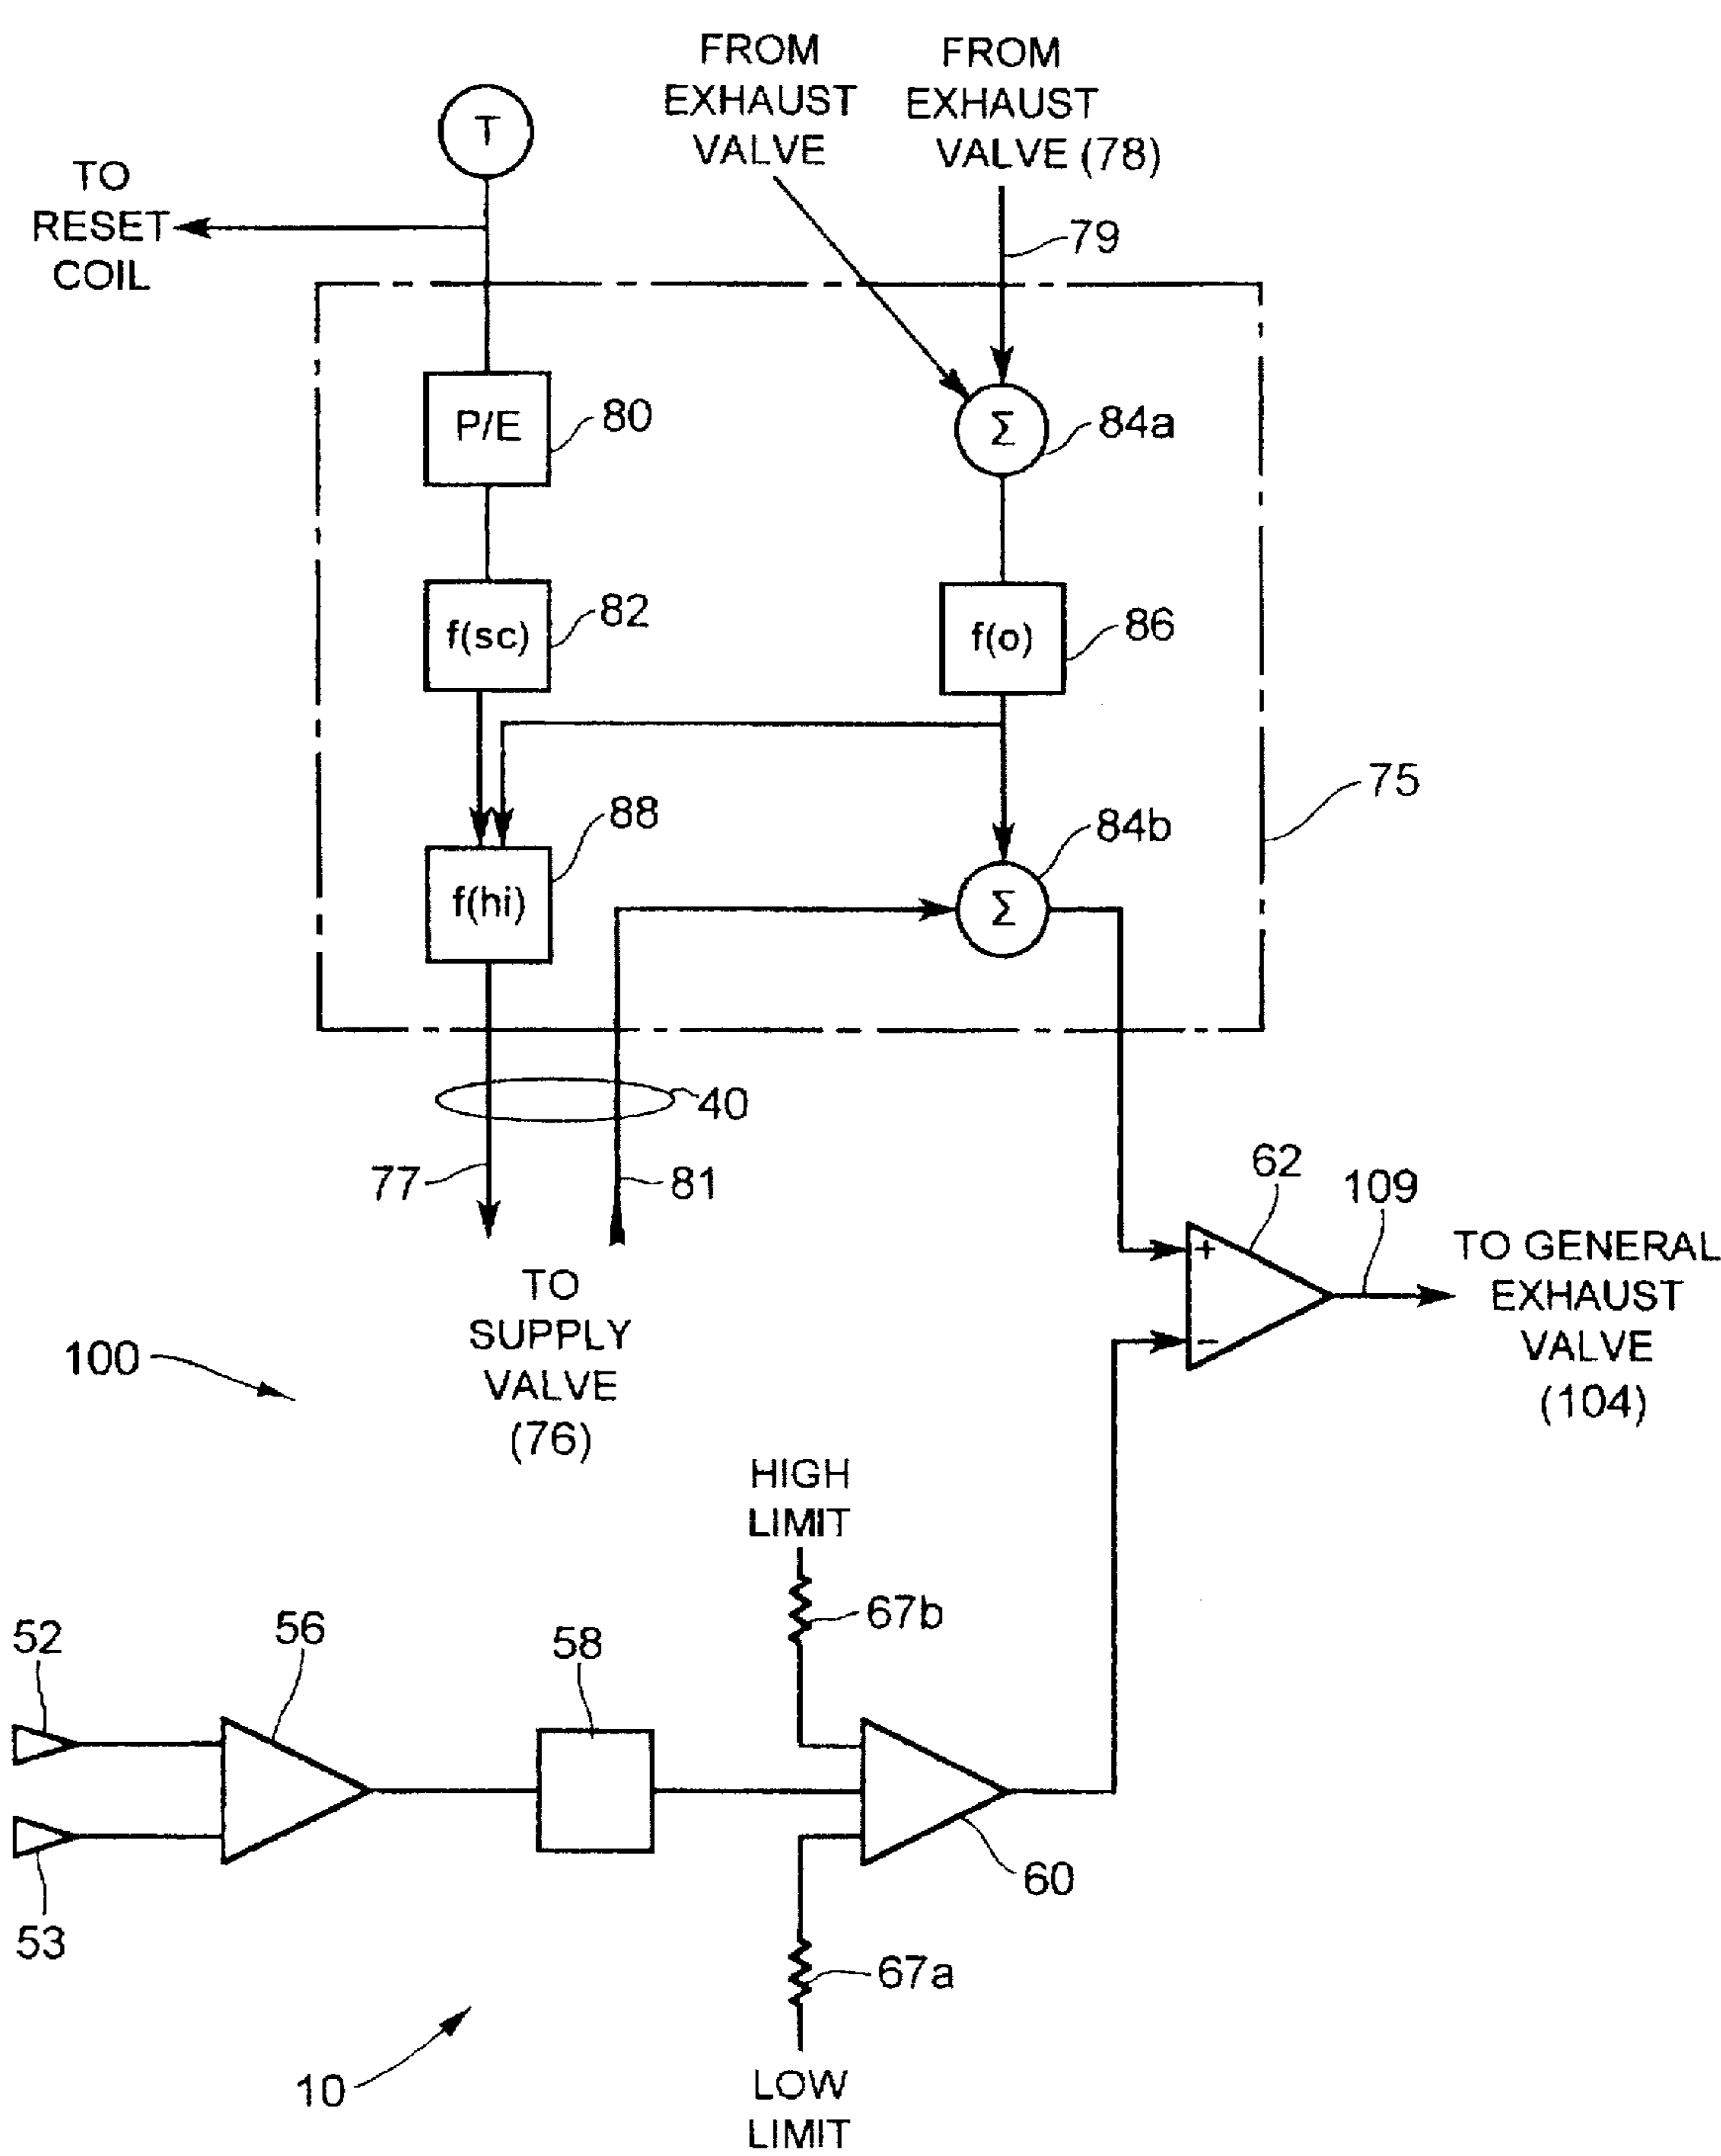 FROM
EXHAUST
VALVE
FROM
EXHAUST
VALVE (78)
T
TO
RESET
COIL
79
P/E
80
Σ
84a
f(sc)
82
f(o)
86
75
88
84b
f(hi)
Σ
40
77
81
62
109
TO
SUPPLY
VALVE
(76)
+
−
TO GENERAL
EXHAUST
VALVE
(104)
100
HIGH
LIMIT
67b
52
56
58
60
53
67a
10
LOW
LIMIT